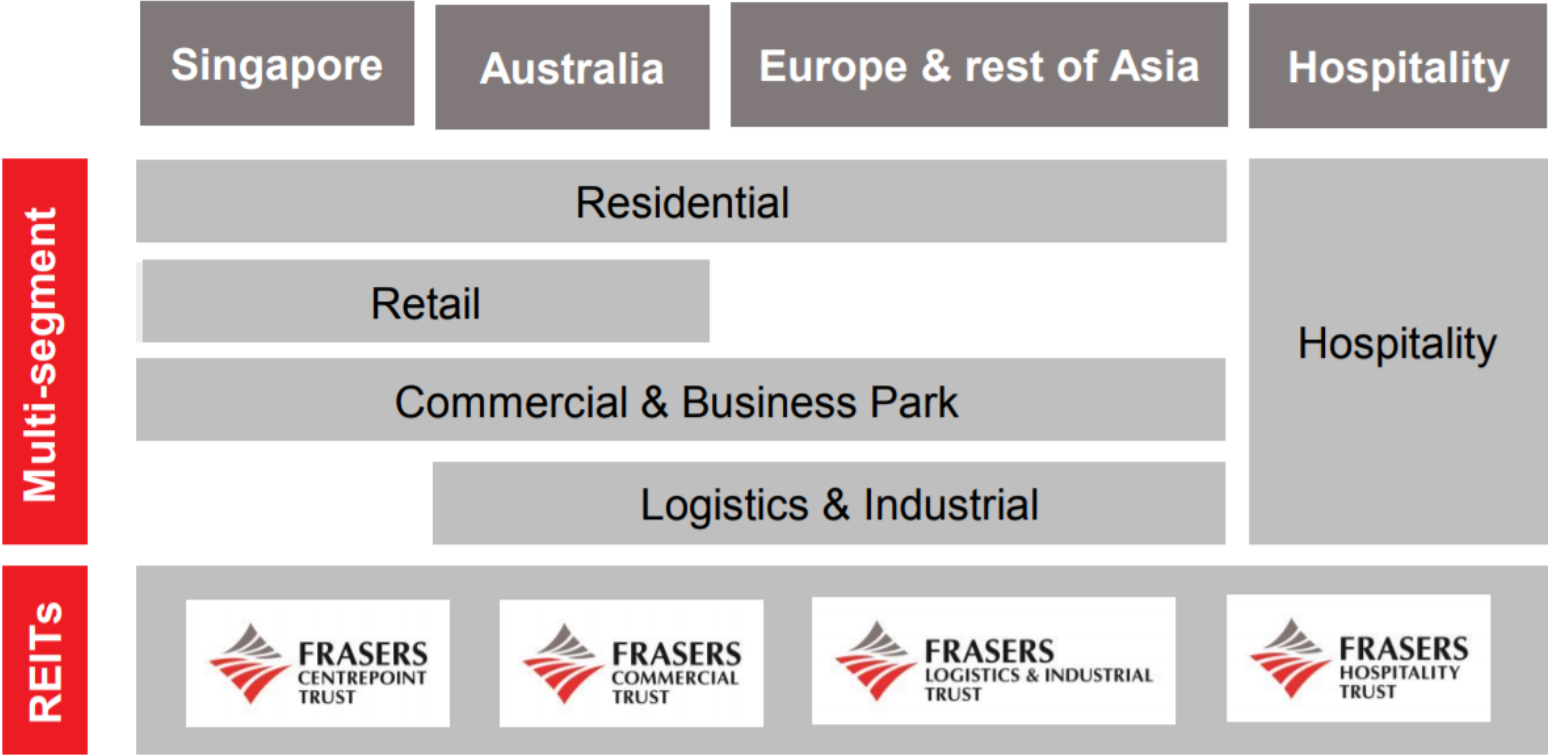 Singapore
Australia
Europe & rest of Asia
Hospitality
Multi-segment
Residential
Retail
Commercial & Business Park
Logistics & Industrial
Hospitality
REITs
FRASERS
CENTREPOINT
TRUST
FRASERS
COMMERCIAL
TRUST
FRASERS
LOGISTICS & INDUSTRIAL
TRUST
FRASERS
HOSPITALITY
TRUST